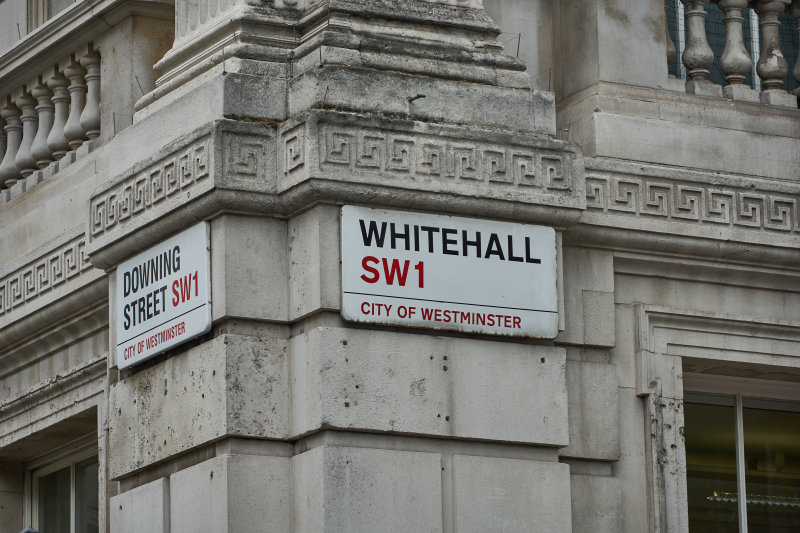 DOWNING
STREET SW1
CITY OF WESTMINSTER
WHITEHALL
SW1
CITY OF WESTMINSTER